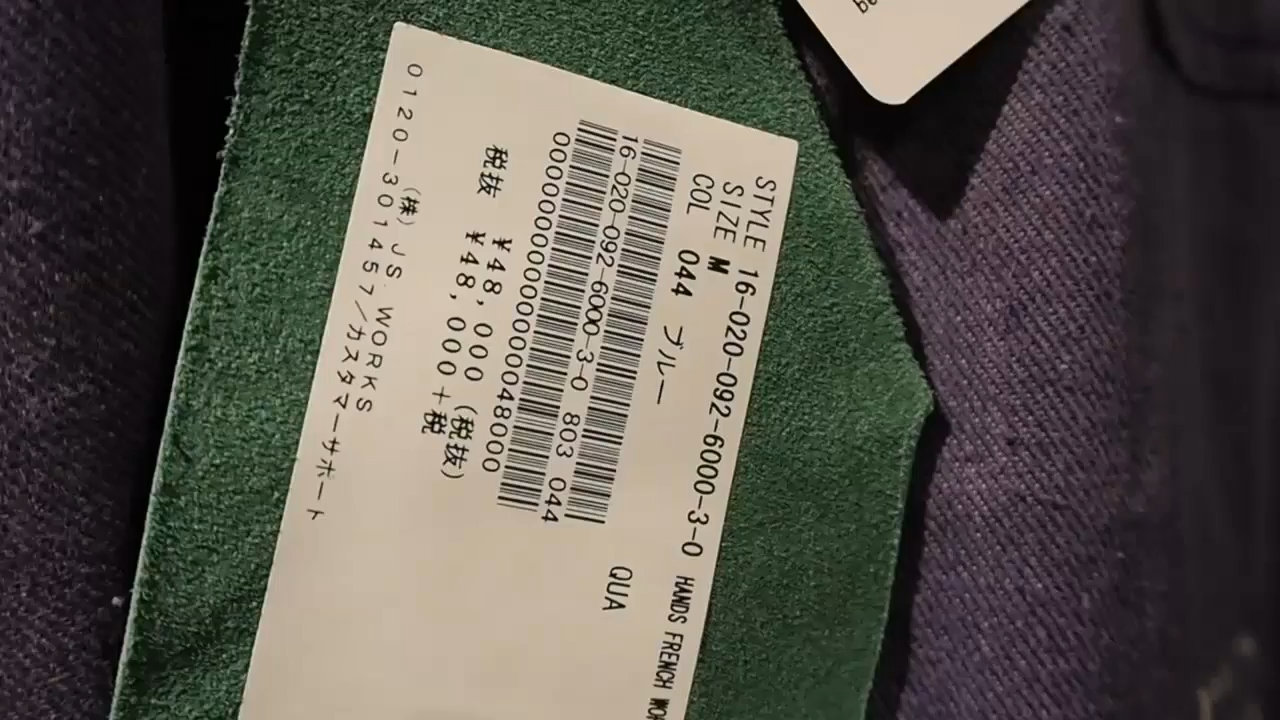 STYLE 16-020-092-6000-3-0 HANDS FRENCH
SIZE M
COL 044 ブルー
QUA
16-020-092-6000-3-0 803 044
税抜 ¥48,000(税抜)
¥48,000+税
(株)JS.WORKS
0120-301457/カスタマーサポート